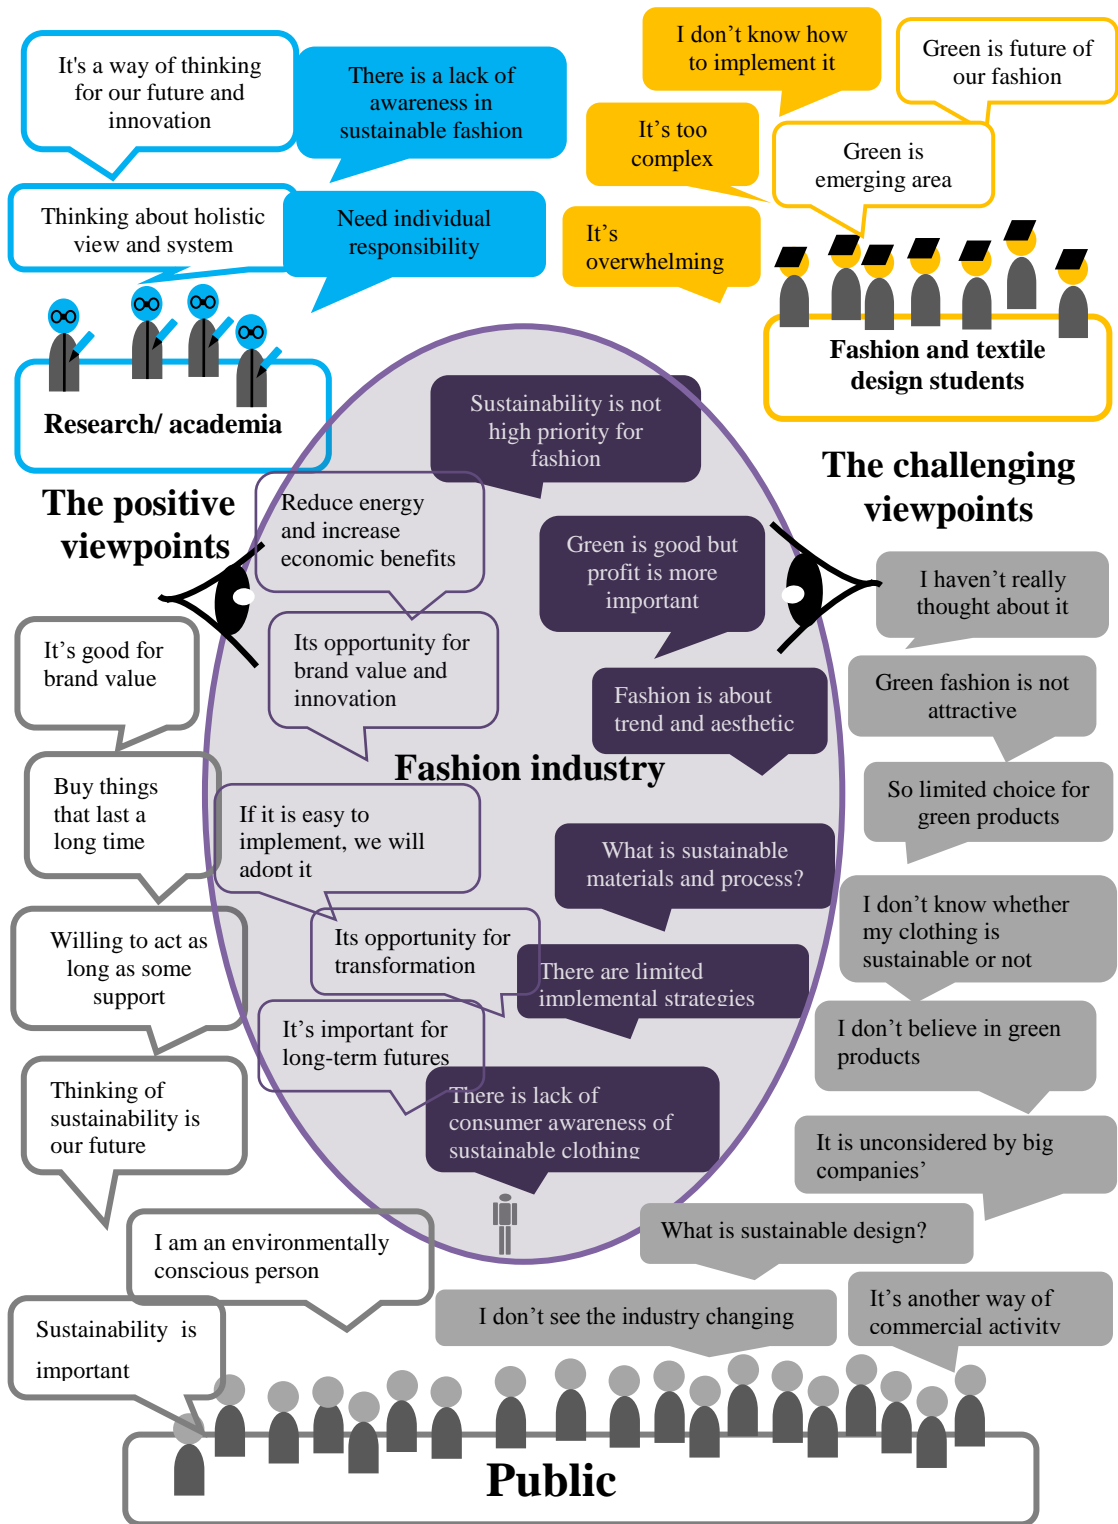 It's a way of thinking
for our future and
innovation
There is a lack of
awareness in
sustainable fashion
Thinking about holistic
view and system
Need individual
responsibility
Research/ academia
I don’t know how
to implement it
Green is future of
our fashion
It’s too
complex
Green is
emerging area
It’s
overwhelming
Fashion and textile
design students
The positive
viewpoints
The challenging
viewpoints
Sustainability is not
high priority for
fashion
Reduce energy
and increase
economic benefits
Green is good but
profit is more
important
Its opportunity for
brand value and
innovation
Fashion is about
trend and aesthetic
Fashion industry
If it is easy to
implement, we will
adopt it
What is sustainable
materials and process?
Its opportunity for
transformation
There are limited
implemental strategies
It’s important for
long-term futures
There is lack of
consumer awareness of
sustainable clothing
It’s good for
brand value
Buy things
that last a
long time
Willing to act as
long as some
support
Thinking of
sustainability is
our future
I am an environmentally
conscious person
Sustainability is
important
I haven’t really
thought about it
Green fashion is not
attractive
So limited choice for
green products
I don’t know whether
my clothing is
sustainable or not
I don’t believe in green
products
It is unconsidered by big
companies’
What is sustainable design?
I don’t see the industry changing
It’s another way of
commercial activity
Public